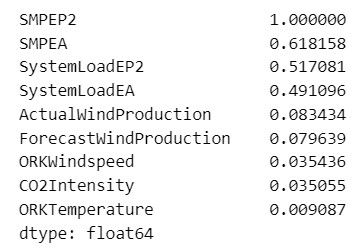 SMPEP2 1.000000
SMPEA 0.618158
SystemLoadEP2 0.517081
SystemLoadEA 0.491096
ActualWindProduction 0.083434
ForecastWindProduction 0.079639
ORKWindspeed 0.035436
CO2Intensity 0.035055
ORKTemperature 0.009087
dtype: float64